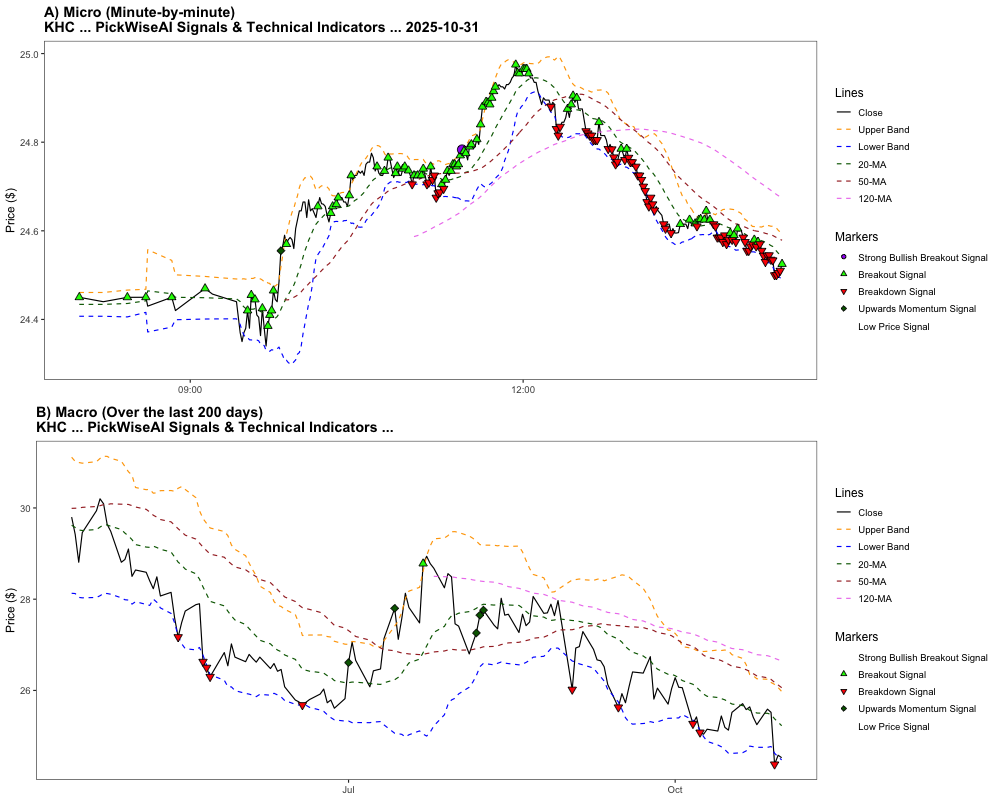 A) Micro (Minute-by-minute)
KHC ... PickWiseAI Signals & Technical Indicators ... 2025-10-31
Price ($)
25.0
24.8
24.6
24.4
09:00
12:00
Lines
Close
Upper Band
Lower Band
20-MA
50-MA
120-MA
Markers
Strong Bullish Breakout Signal
Breakout Signal
Breakdown Signal
Upwards Momentum Signal
Low Price Signal
B) Macro (Over the last 200 days)
KHC ... PickWiseAI Signals & Technical Indicators ...
Price ($)
30
28
26
Jul
Oct
Lines
Close
Upper Band
Lower Band
20-MA
50-MA
120-MA
Markers
Strong Bullish Breakout Signal
Breakout Signal
Breakdown Signal
Upwards Momentum Signal
Low Price Signal